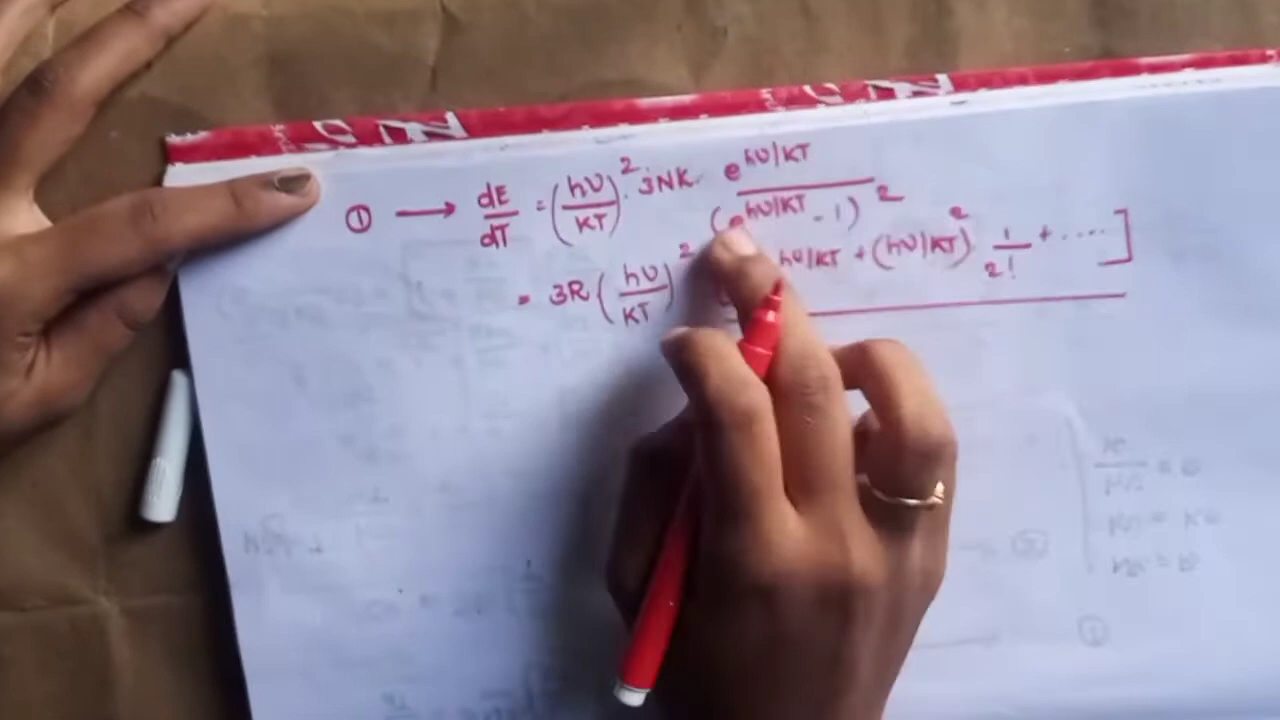 ① → dE/dT = (hυ/KT)². 3NK. e^hυ/KT / (e^hυ/KT - 1)²
= 3R (hυ/KT)² hυ/KT + (hυ/KT)² 1/2! + ....]